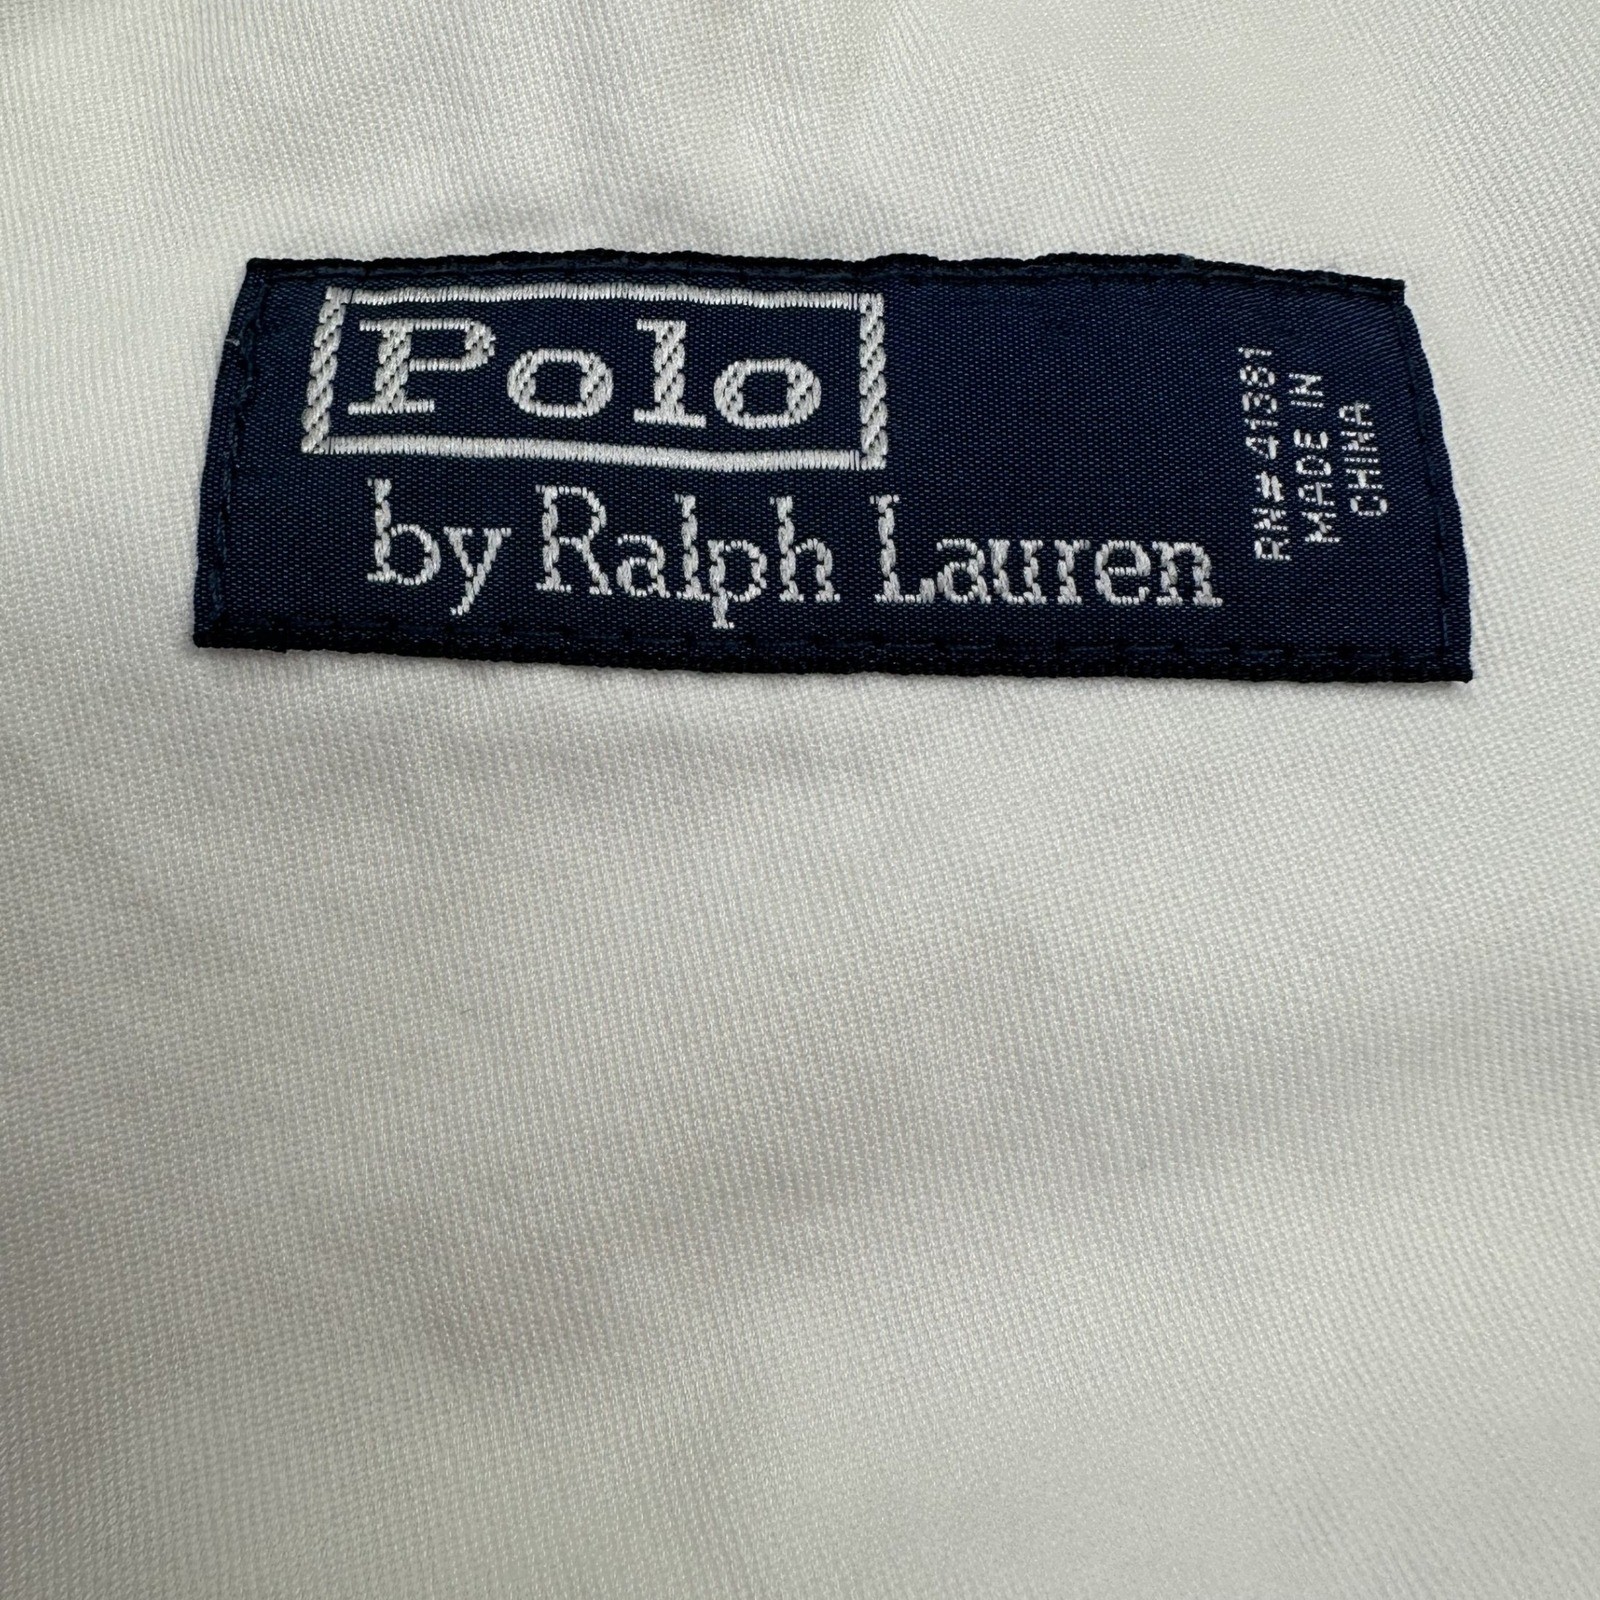 Polo
by Ralph Lauren
RN#41381
MADE IN
CHINA